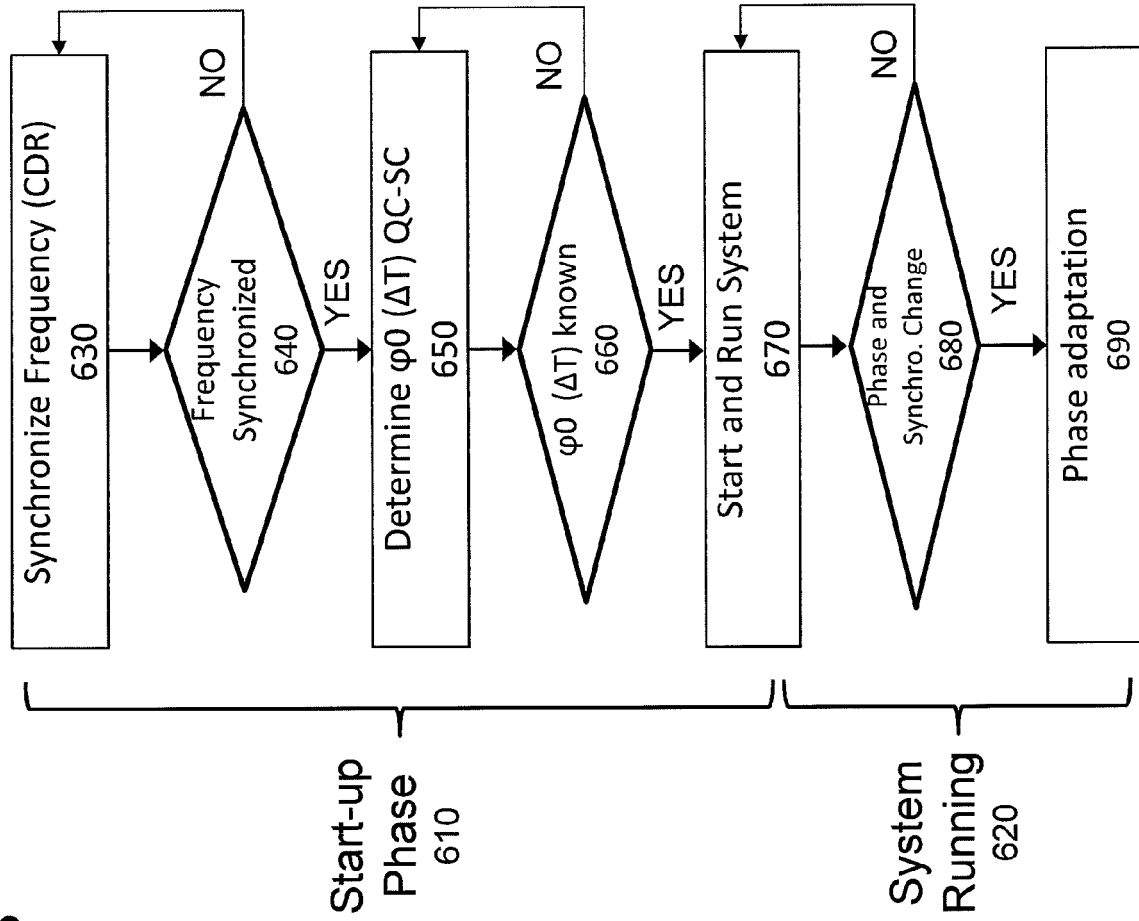 Synchronize Frequency (CDR)
630
Frequency
Synchronized
640
NO
YES
Determine φ0 (ΔT) QC-SC
650
φ0 (ΔT) known
660
NO
YES
Start and Run System
670
Phase and
Synchro. Change
680
NO
YES
Phase adaptation
690
Start-up
Phase
610
System
Running
620